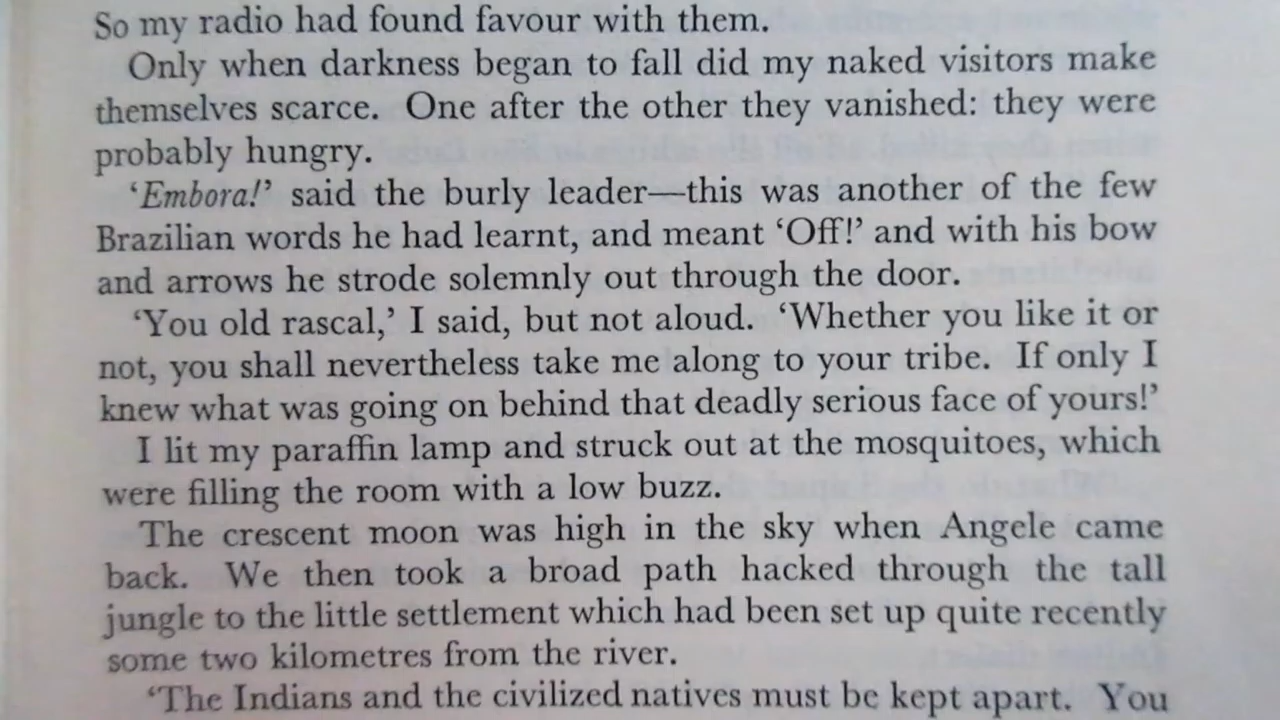 So my radio had found favour with them.
Only when darkness began to fall did my naked visitors make
themselves scarce. One after the other they vanished: they were
probably hungry.
‘Embora!’ said the burly leader--this was another of the few
Brazilian words he had learnt, and meant ‘Off!’ and with his bow
and arrows he strode solemnly out through the door.
‘You old rascal,’ I said, but not aloud. ‘Whether you like it or
not, you shall nevertheless take me along to your tribe. If only I
knew what was going on behind that deadly serious face of yours!’
I lit my paraffin lamp and struck out at the mosquitoes, which
were filling the room with a low buzz.
The crescent moon was high in the sky when Angele came
back. We then took a broad path hacked through the tall
jungle to the little settlement which had been set up quite recently
some two kilometres from the river.
‘The Indians and the civilized natives must be kept apart. You